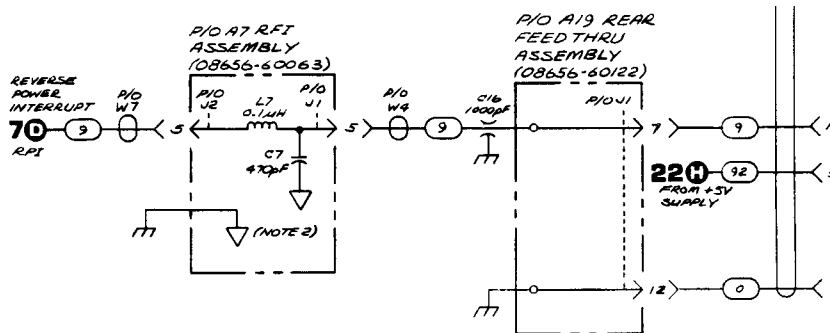 P/O A7 RFI
ASSEMBLY
(08656-60063)
P/O A19 REAR
FEED THRU
ASSEMBLY
(08656-60122)
REVERSE
POWER
INTERRUPT
7 D
RPI
9
P/O
W7
5
P/O
J2
L7
0.1µH
P/O
J1
5
C7
470pF
(NOTE 2)
P/O
W4
9
C16
1000pF
P/O J1
7
9
22 H
FROM +5V
SUPPLY
92
12
0